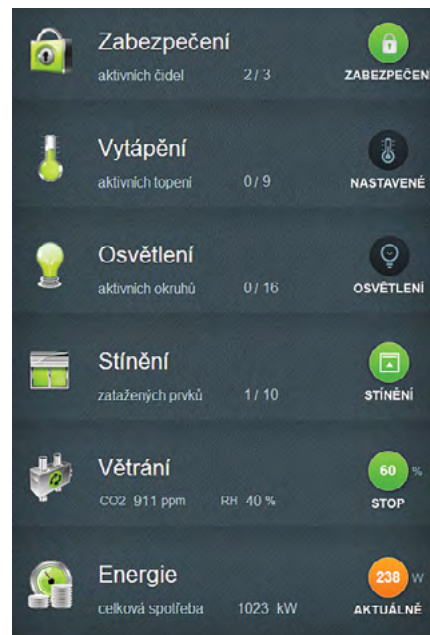 Zabezpečení
aktivních čidel 2 / 3
ZABEZPEČEN
Vytápění
aktivních topení 0 / 9
NASTAVENÉ
Osvětlení
aktivních okruhů 0 / 16
OSVĚTLENÍ
Stínění
zatažených prvků 1 / 10
STÍNĚNÍ
Větrání
60 %
CO2 911 ppm RH 40 %
STOP
Energie
238 W
celková spotřeba 1023 kW
AKTUÁLNĚ